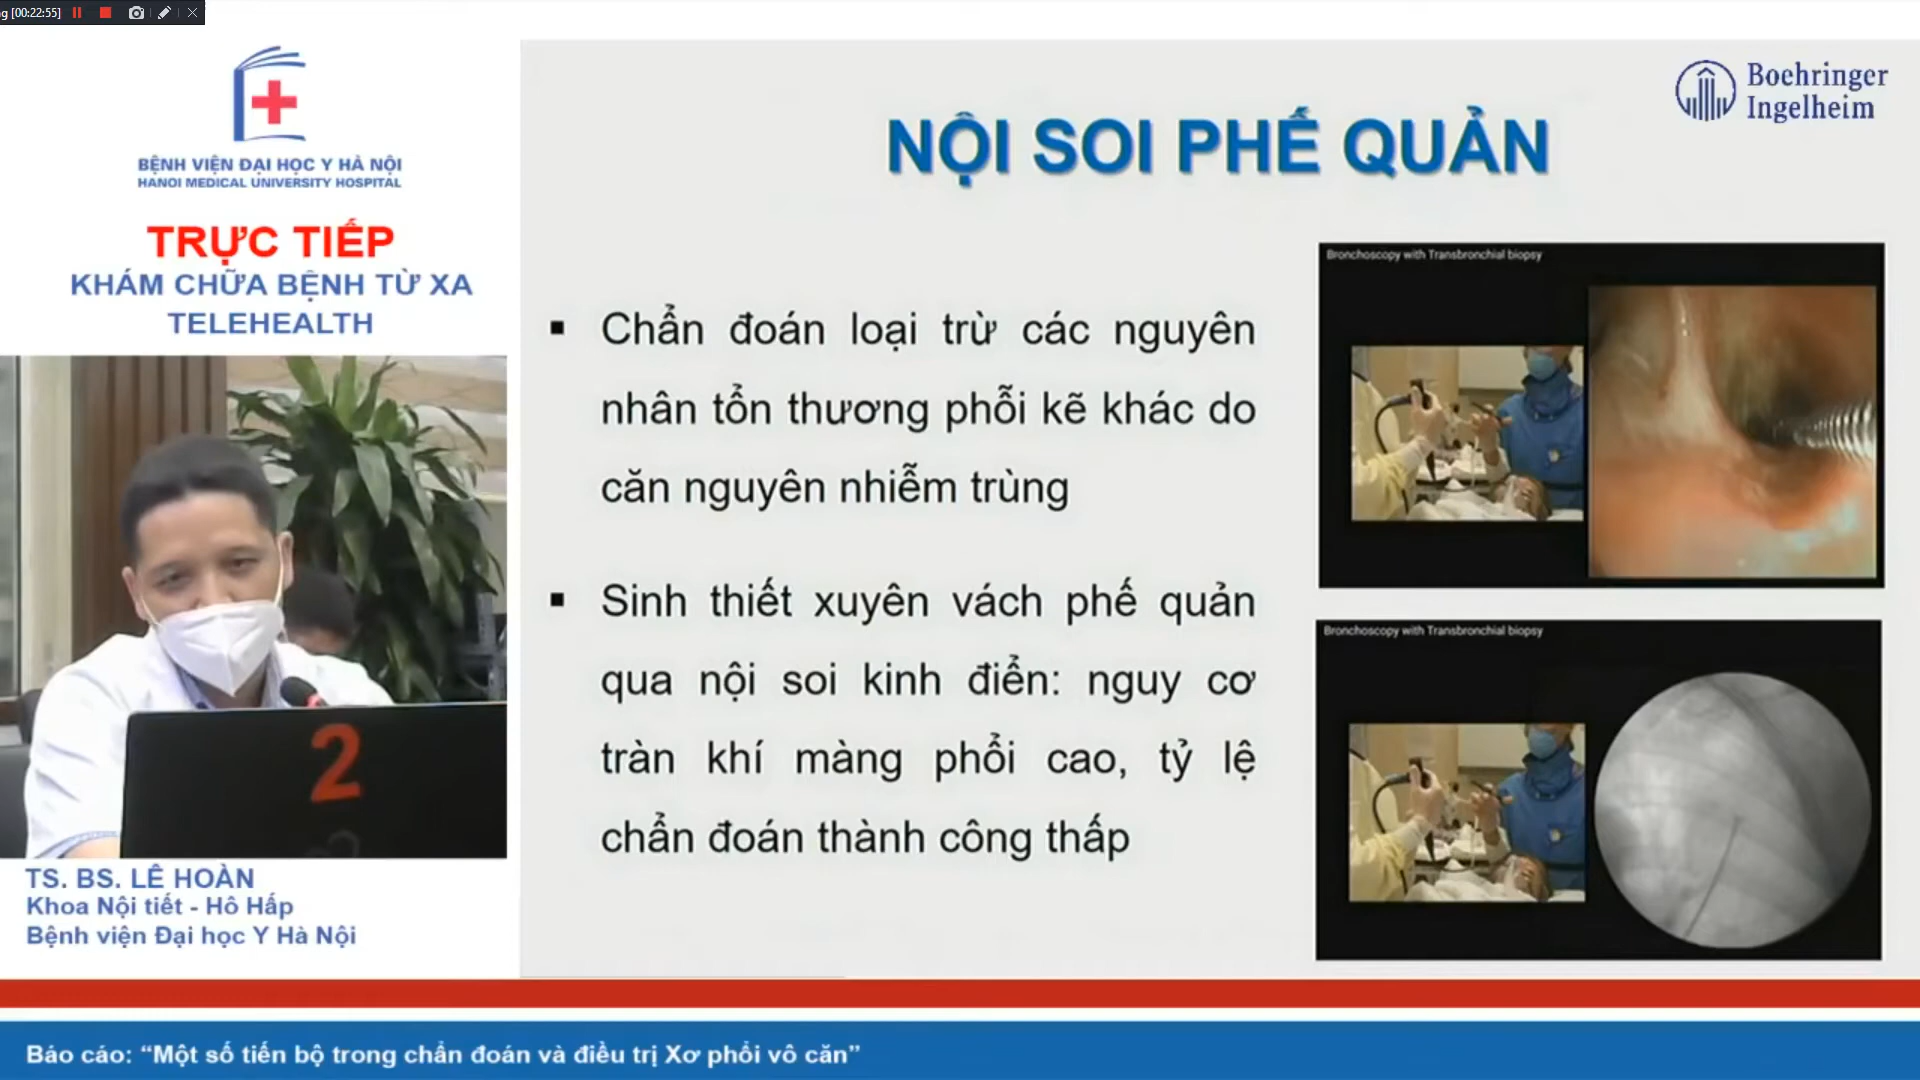 g [00:22:55]
BỆNH VIỆN ĐẠI HỌC Y HÀ NỘI
HANOI MEDICAL UNIVERSITY HOSPITAL
TRỰC TIẾP
KHÁM CHỮA BỆNH TỪ XA
TELEHEALTH
2
TS. BS. LÊ HOÀN
Khoa Nội tiết - Hô Hấp
Bệnh viện Đại học Y Hà Nội
Boehringer
Ingelheim
NỘI SOI PHẾ QUẢN
▪ Chẩn đoán loại trừ các nguyên
nhân tổn thương phỗi kẽ khác do
căn nguyên nhiễm trùng
▪ Sinh thiết xuyên vách phế quản
qua nội soi kinh điển: nguy cơ
tràn khí màng phổi cao, tỷ lệ
chẩn đoán thành công thấp
Bronchoscopy with Transbronchial biopsy
Bronchoscopy with Transbronchial biopsy
Báo cáo: “Một số tiến bộ trong chẩn đoán và điều trị Xơ phổi vô căn”